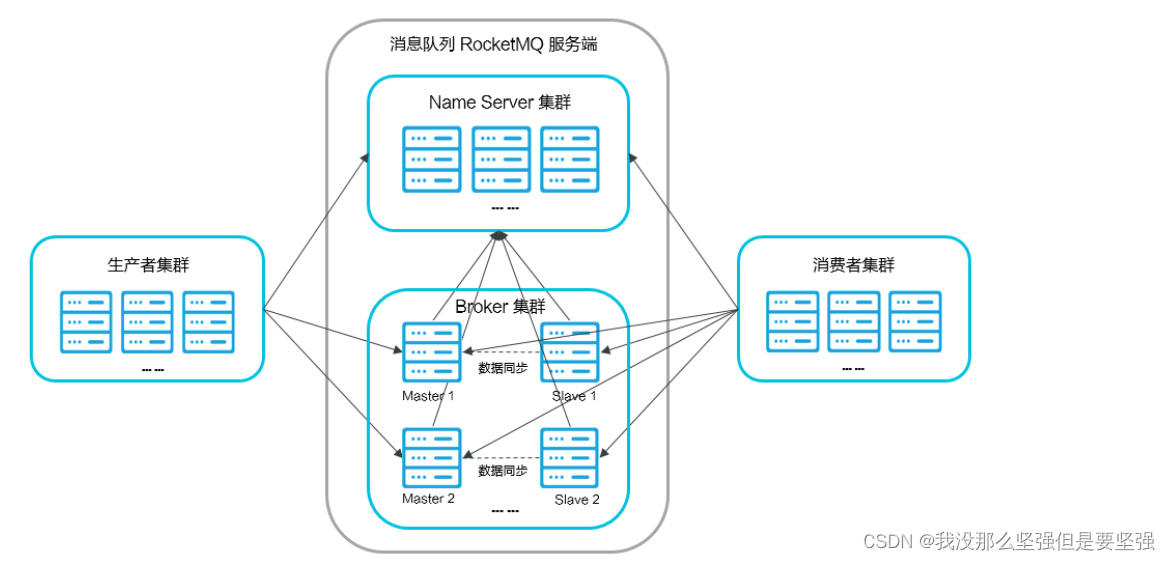 消息队列 RocketMQ 服务端
Name Server 集群
... ...
生产者集群
... ...
消费者集群
... ...
Broker 集群
数据同步
Master 1
Slave 1
数据同步
Master 2
Slave 2
... ...
CSDN @我没那么坚强但是要坚强